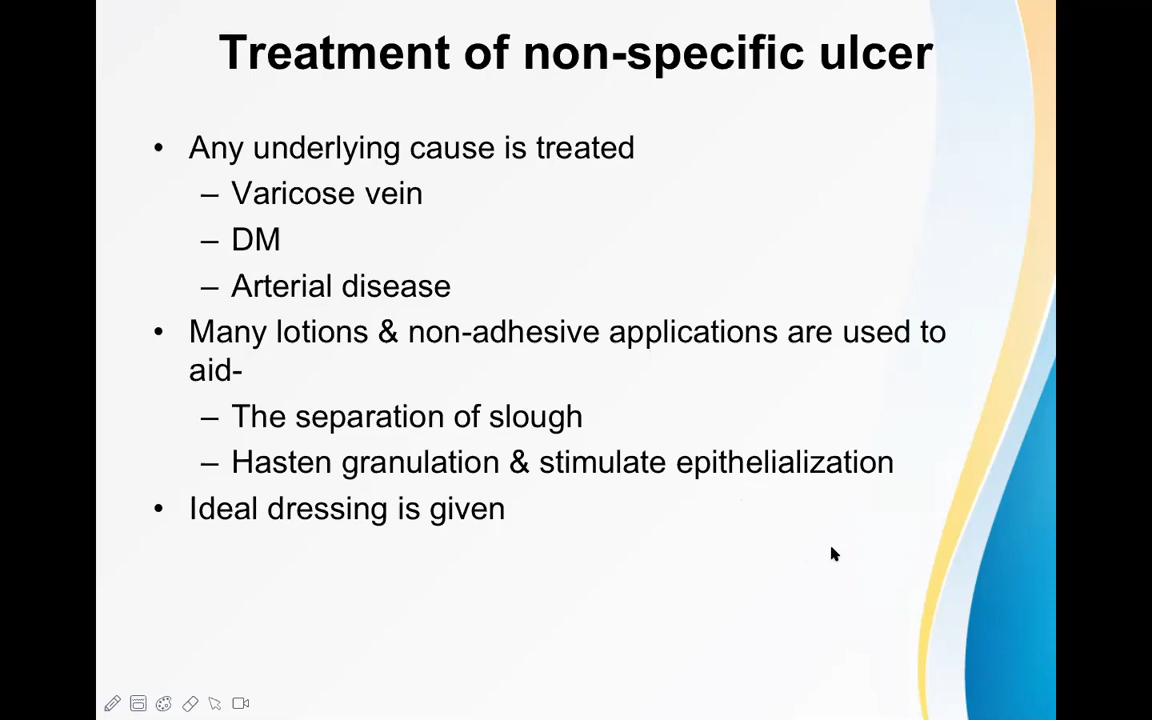 Treatment of non-specific ulcer
• Any underlying cause is treated
– Varicose vein
– DM
– Arterial disease
• Many lotions & non-adhesive applications are used to
aid-
– The separation of slough
– Hasten granulation & stimulate epithelialization
• Ideal dressing is given